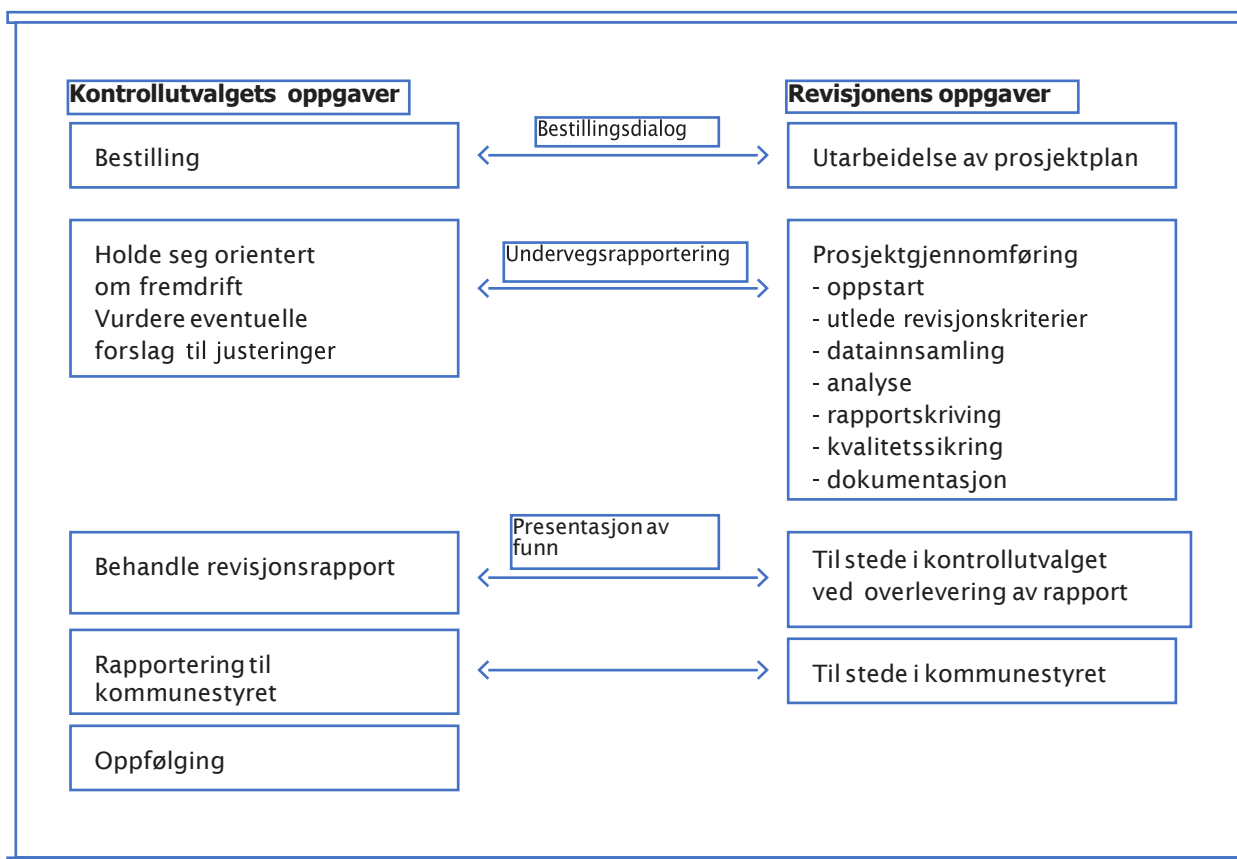 Kontrollutvalgets oppgaver
Revisjonens oppgaver
Bestilling
Bestillingsdialog
Utarbeidelse av prosjektplan
Holde seg orientert
om fremdrift
Vurdere eventuelle
forslag til justeringer
Undervegsrapportering
Prosjektgjennomføring
- oppstart
- utlede revisjonskriterier
- datainnsamling
- analyse
- rapportskriving
- kvalitetssikring
- dokumentasjon
Behandle revisjonsrapport
Presentasjon av
funn
Til stede i kontrollutvalget
ved overlevering av rapport
Rapportering til
kommunestyret
Til stede i kommunestyret
Oppfølging